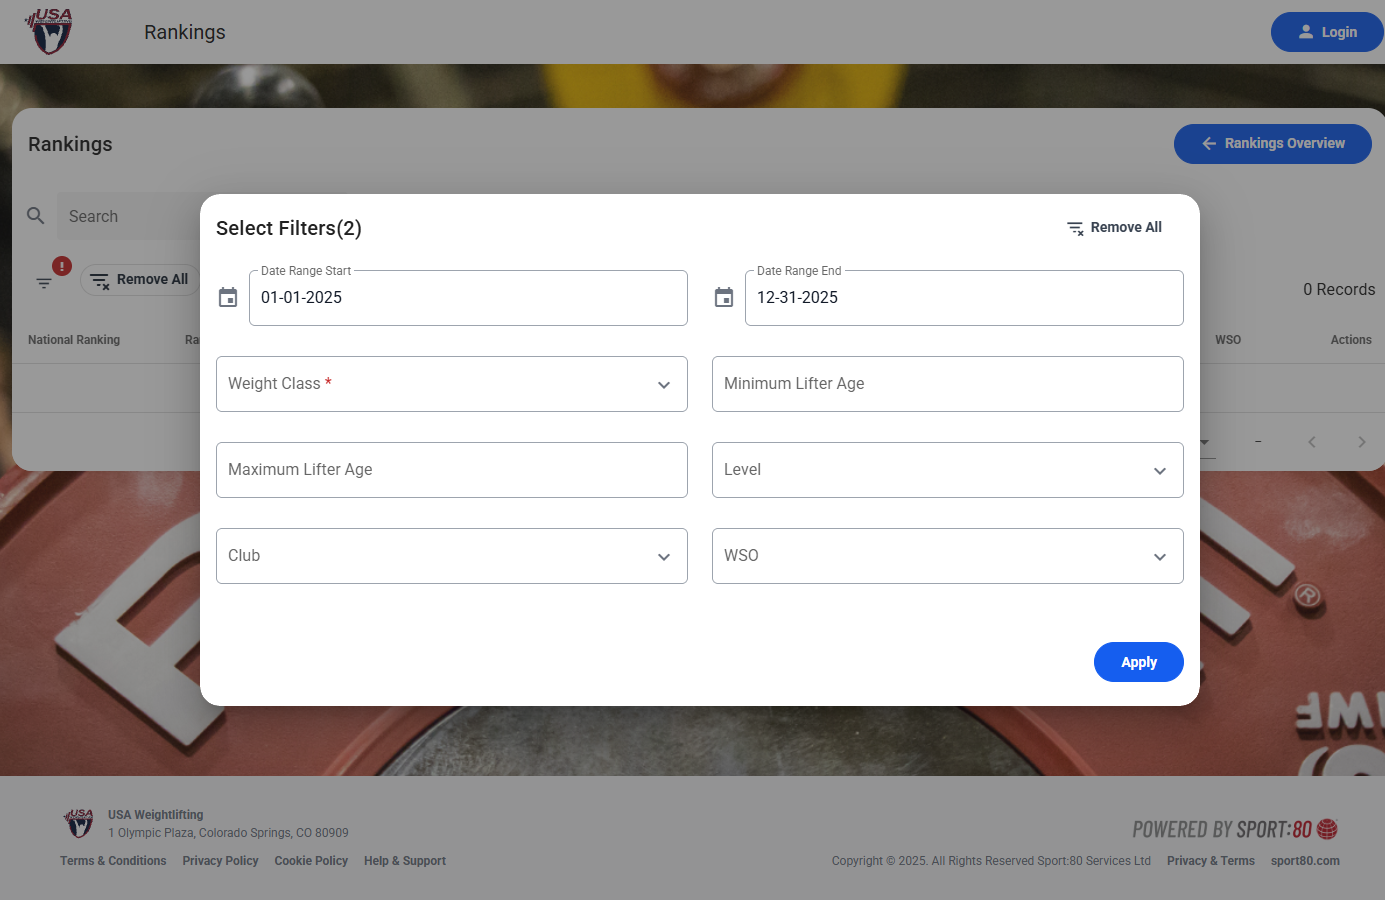 USA
WEIGHTLIFTING
Rankings
Login
Rankings
Rankings Overview
Search
Select Filters(2)
Remove All
! Remove All
Date Range Start
01-01-2025
Date Range End
12-31-2025
0 Records
National Ranking
Ra
WSO
Actions
Weight Class *
Minimum Lifter Age
Maximum Lifter Age
Level
–
Club
WSO
®
Apply
IWF
USA
USA Weightlifting
1 Olympic Plaza, Colorado Springs, CO 80909
POWERED BY SPORT:80
Terms & Conditions Privacy Policy Cookie Policy Help & Support
Copyright © 2025. All Rights Reserved Sport:80 Services Ltd Privacy & Terms sport80.com